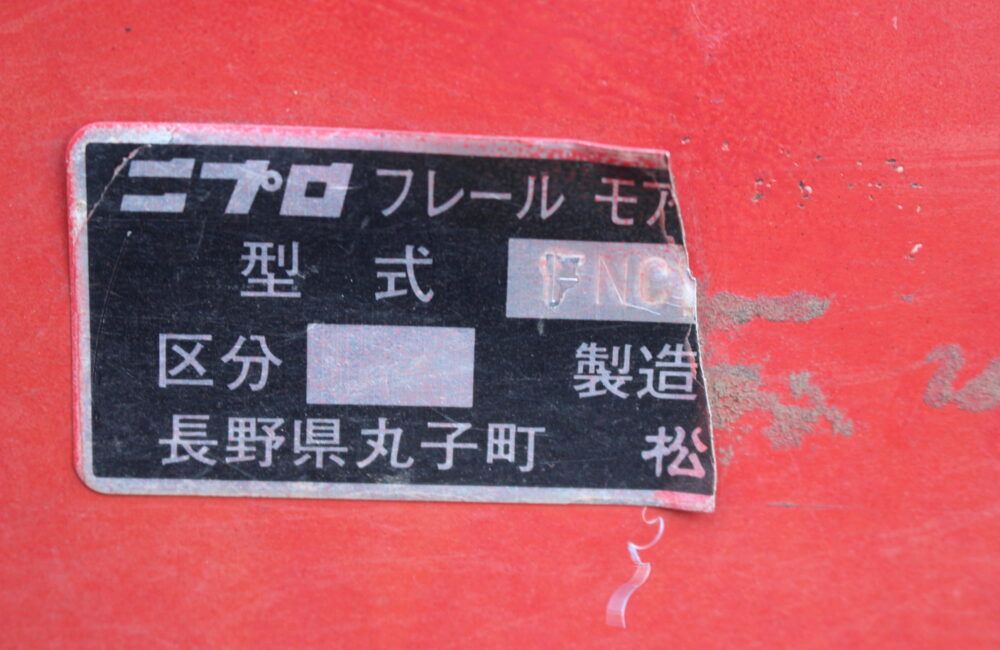 ニプロ フレール モア
型 式 FNC
区分 製造
長野県丸子町 松